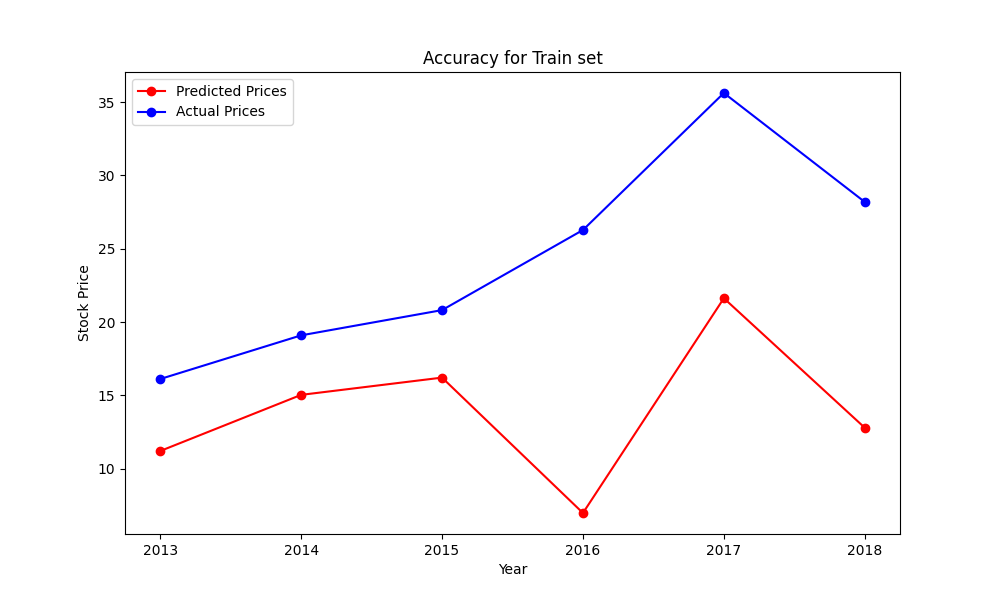 Accuracy for Train set
Predicted Prices
Actual Prices
35
30
25
20
15
10
Stock Price
2013 2014 2015 2016 2017 2018
Year